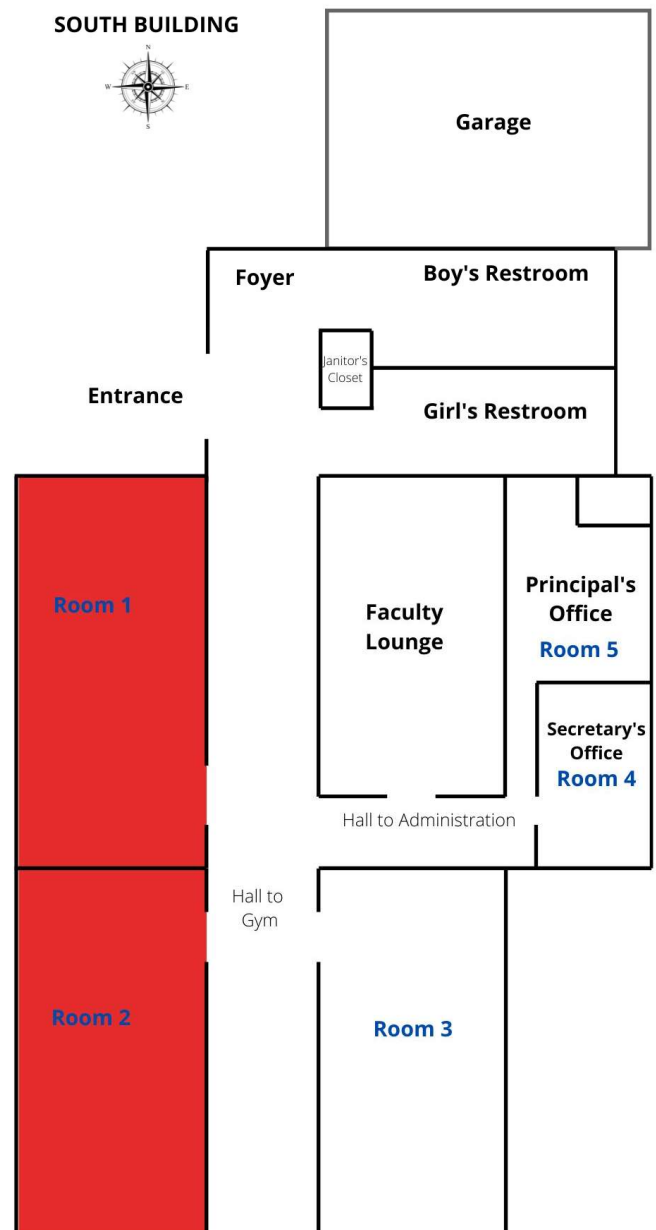 SOUTH BUILDING
N
W
E
S
Garage
Foyer
Boy's Restroom
Janitor's
Closet
Entrance
Girl's Restroom
Room 1
Faculty
Lounge
Principal's
Office
Room 5
Secretary's
Office
Room 4
Hall to Administration
Hall to
Gym
Room 2
Room 3